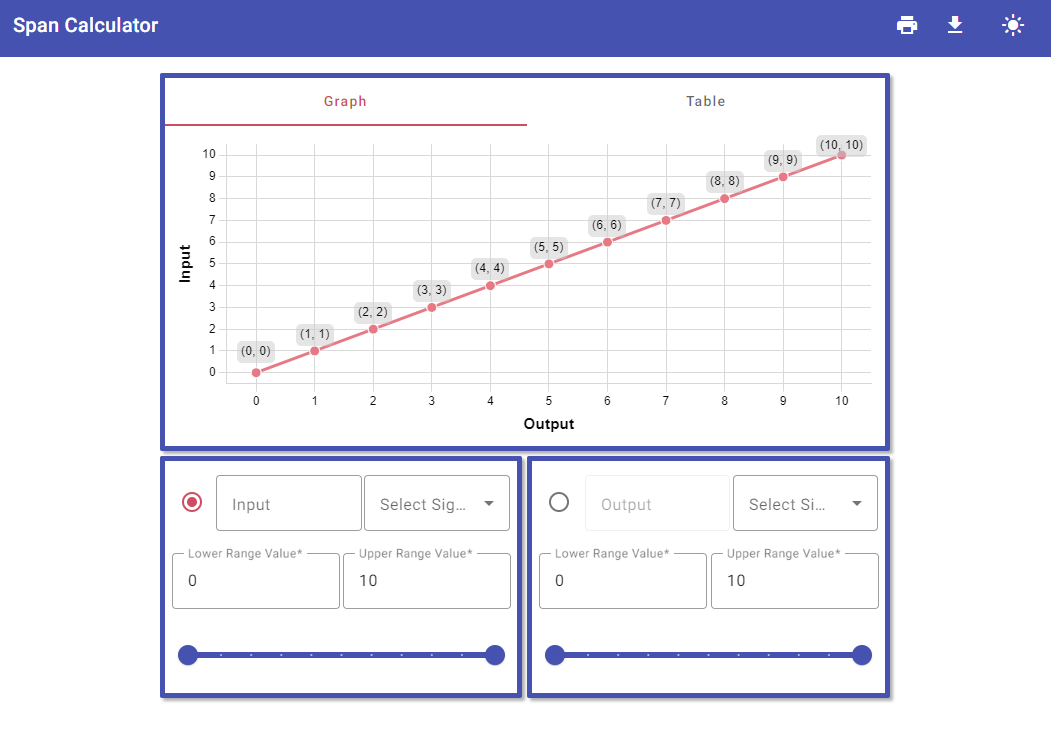 Span Calculator
Graph
Table
(10, 10)
10
(9, 9)
9
(8, 8)
8
(7, 7)
7
(6, 6)
6
(5, 5)
5
(4, 4)
4
(3, 3)
3
(2, 2)
2
(1, 1)
1
(0, 0)
0
Input
0 1 2 3 4 5 6 7 8 9 10
Output
Input
Select Sig...
Output
Select Si...
Lower Range Value*
Upper Range Value*
Lower Range Value*
Upper Range Value*
0
10
0
10